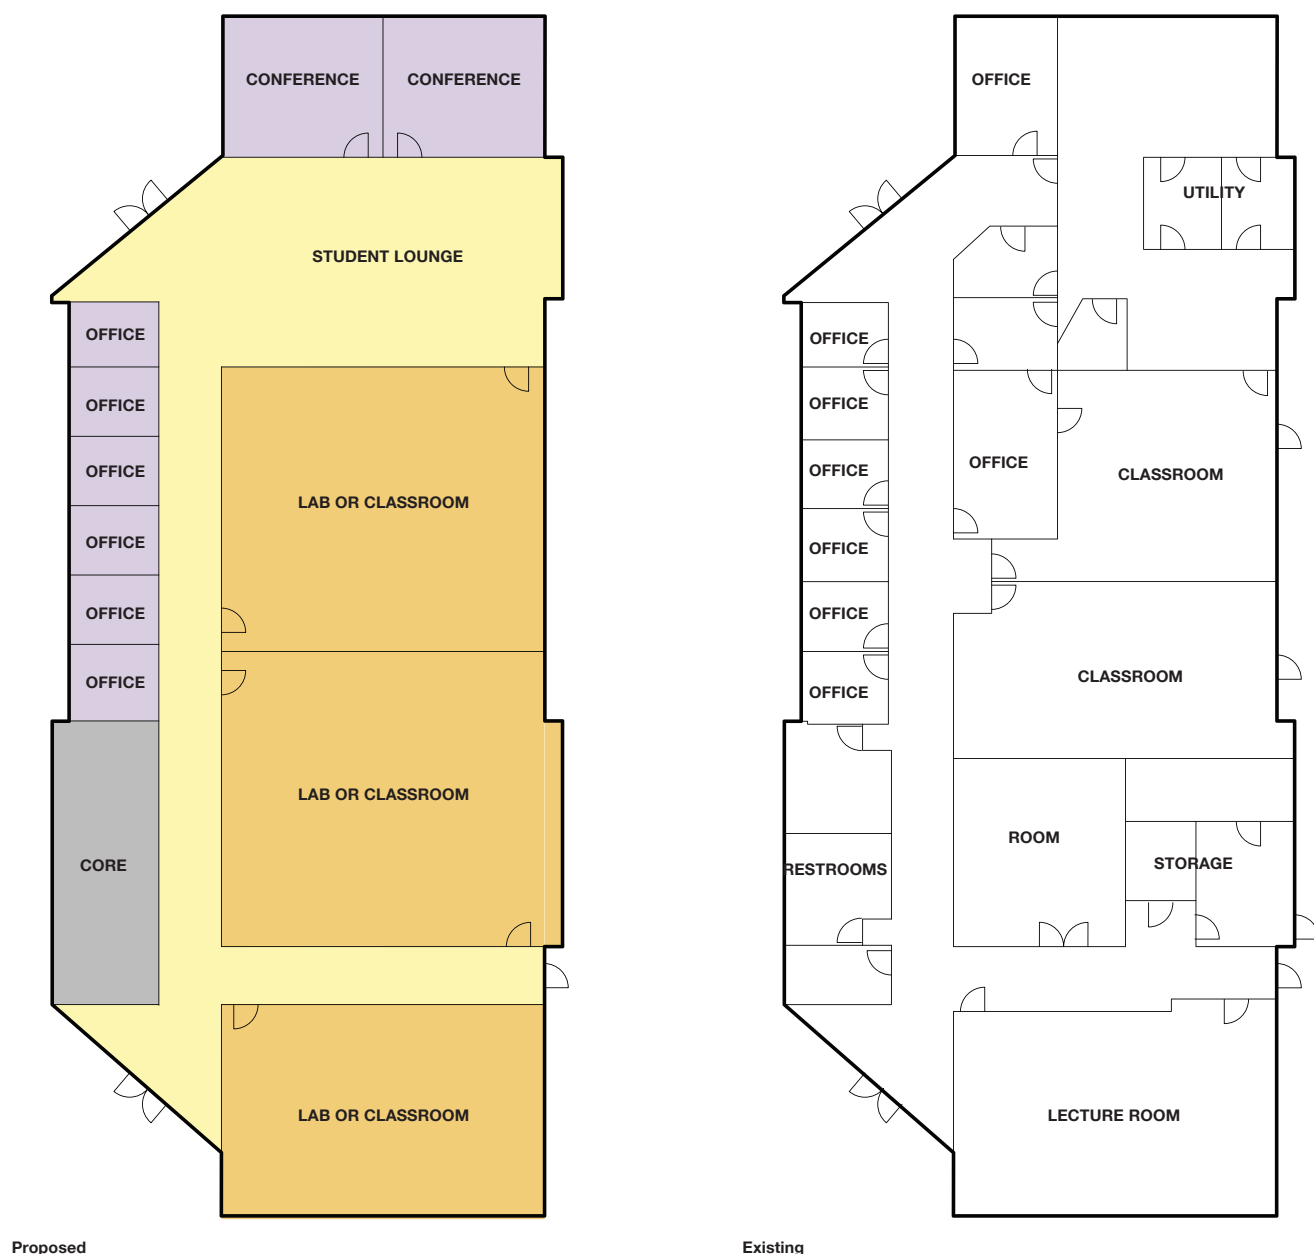 CONFERENCE
CONFERENCE
STUDENT LOUNGE
OFFICE
OFFICE
OFFICE
OFFICE
OFFICE
OFFICE
LAB OR CLASSROOM
LAB OR CLASSROOM
CORE
LAB OR CLASSROOM
Proposed
OFFICE
UTILITY
OFFICE
OFFICE
OFFICE
OFFICE
OFFICE
OFFICE
OFFICE
CLASSROOM
CLASSROOM
ROOM
STORAGE
RESTROOMS
LECTURE ROOM
Existing